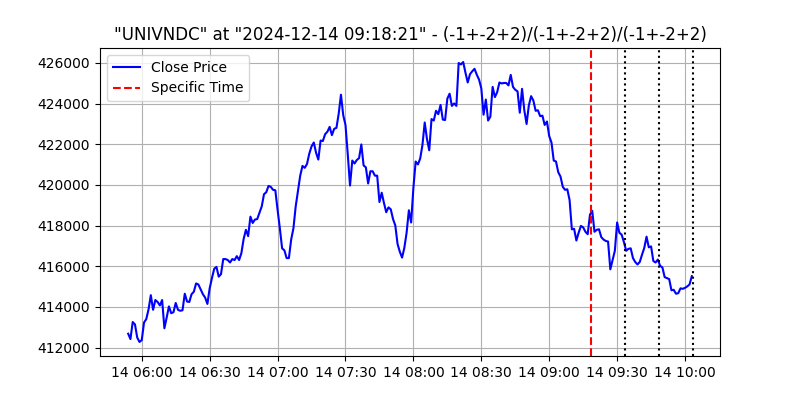 "UNIVNDC" at "2024-12-14 09:18:21" - (-1+-2+2)/(-1+-2+2)/(-1+-2+2)
Close Price
Specific Time
426000
424000
422000
420000
418000
416000
414000
412000
14 06:00 14 06:30 14 07:00 14 07:30 14 08:00 14 08:30 14 09:00 14 09:30 14 10:00